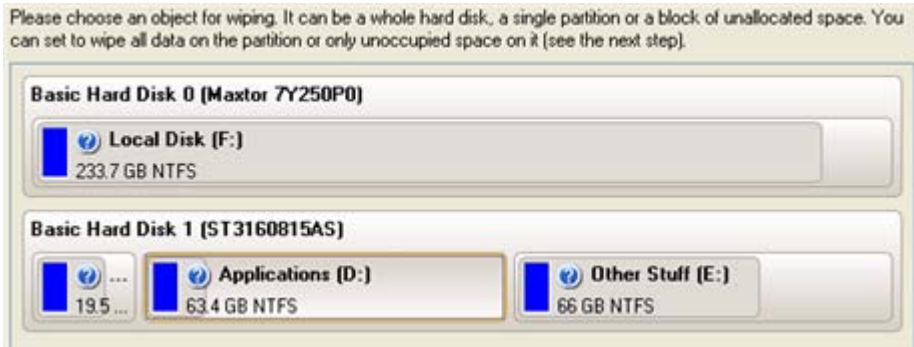 Please choose an object for wiping. It can be a whole hard disk, a single partition or a block of unallocated space. You
can set to wipe all data on the partition or only unoccupied space on it (see the next step).
Basic Hard Disk 0 (Maxtor 7Y250P0)
Local Disk (F:)
233.7 GB NTFS
Basic Hard Disk 1 (ST3160815AS)
...
19.5 ...
Applications (D:)
63.4 GB NTFS
Other Stuff (E:)
66 GB NTFS